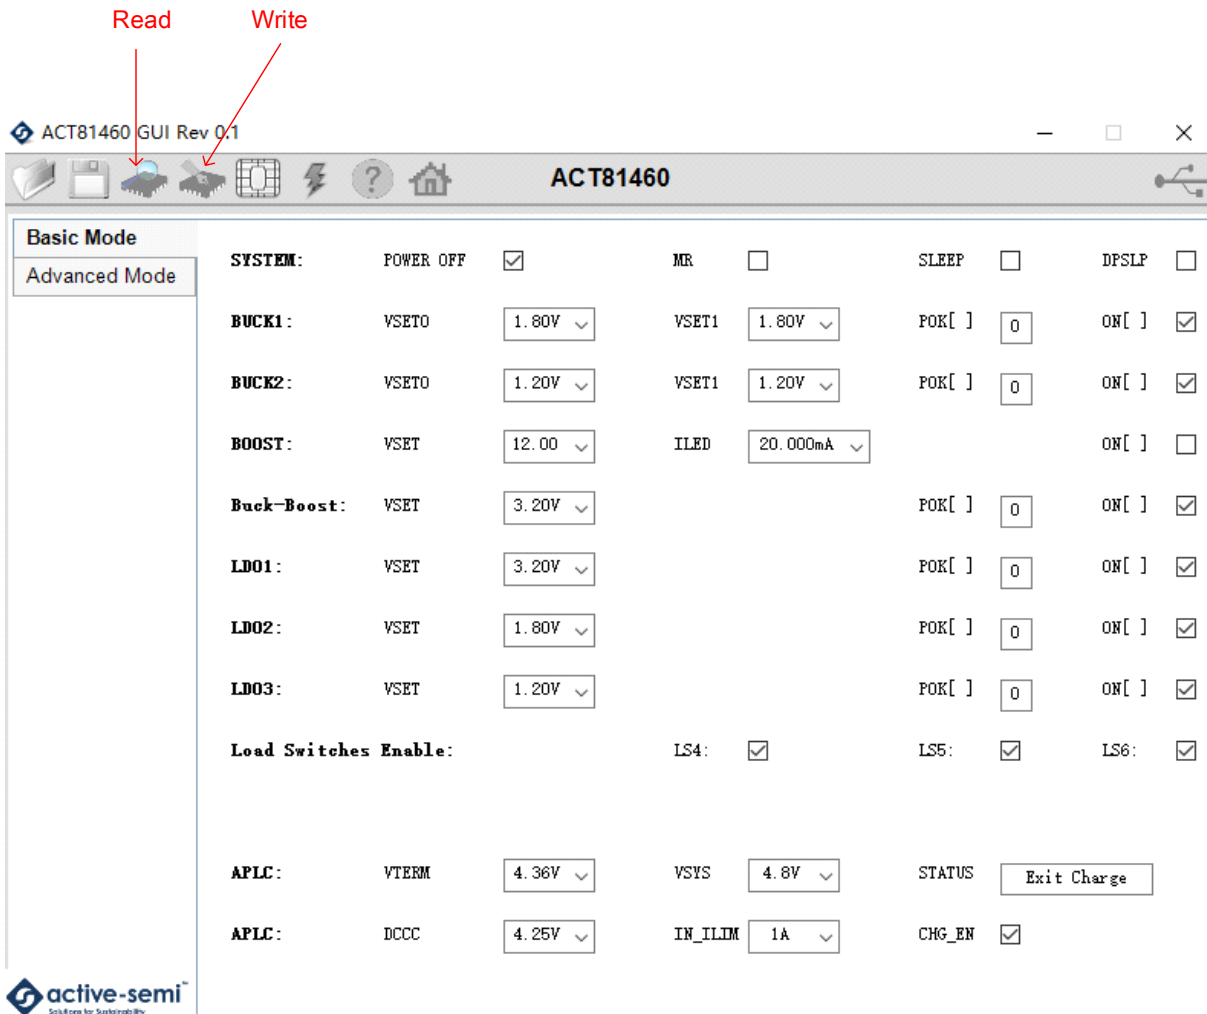 Read Write
ACT81460 GUI Rev 0.1
ACT81460
Basic Mode
Advanced Mode
SYSTEM: POWER OFF MR SLEEP DPSLP
BUCK1: VSET0 1.80V VSET1 1.80V POK[ ] 0 ON[ ]
BUCK2: VSET0 1.20V VSET1 1.20V POK[ ] 0 ON[ ]
BOOST: VSET 12.00 ILED 20.000mA ON[ ]
Buck-Boost: VSET 3.20V POK[ ] 0 ON[ ]
LDO1: VSET 3.20V POK[ ] 0 ON[ ]
LDO2: VSET 1.80V POK[ ] 0 ON[ ]
LDO3: VSET 1.20V POK[ ] 0 ON[ ]
Load Switches Enable: LS4: LS5: LS6:
APLC: VTERM 4.36V VSYS 4.8V STATUS Exit Charge
APLC: DCCC 4.25V IN_ILIM 1A CHG_EN
active-semi™
Solutions for Sustainability